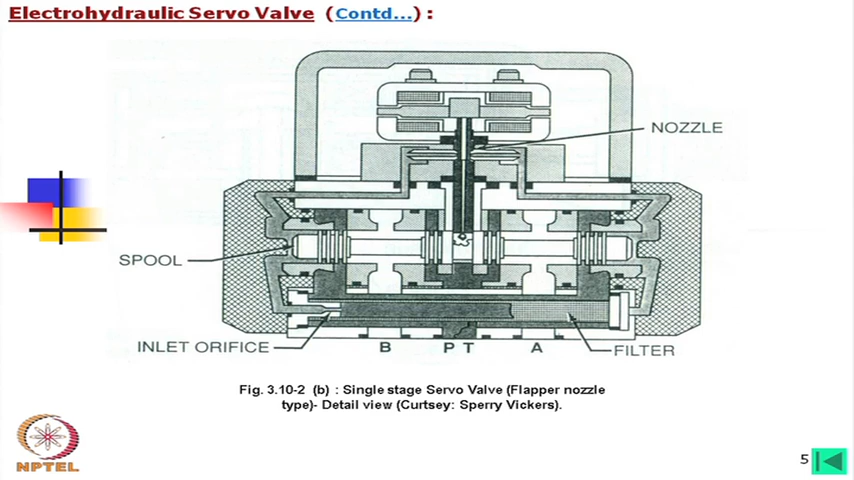 Electrohydraulic Servo Valve (Contd...) :
NOZZLE
SPOOL
INLET ORIFICE
B
P T
A
FILTER
Fig. 3.10-2 (b) : Single stage Servo Valve (Flapper nozzle
type)- Detail view (Curtsey: Sperry Vickers).
NPTEL
5